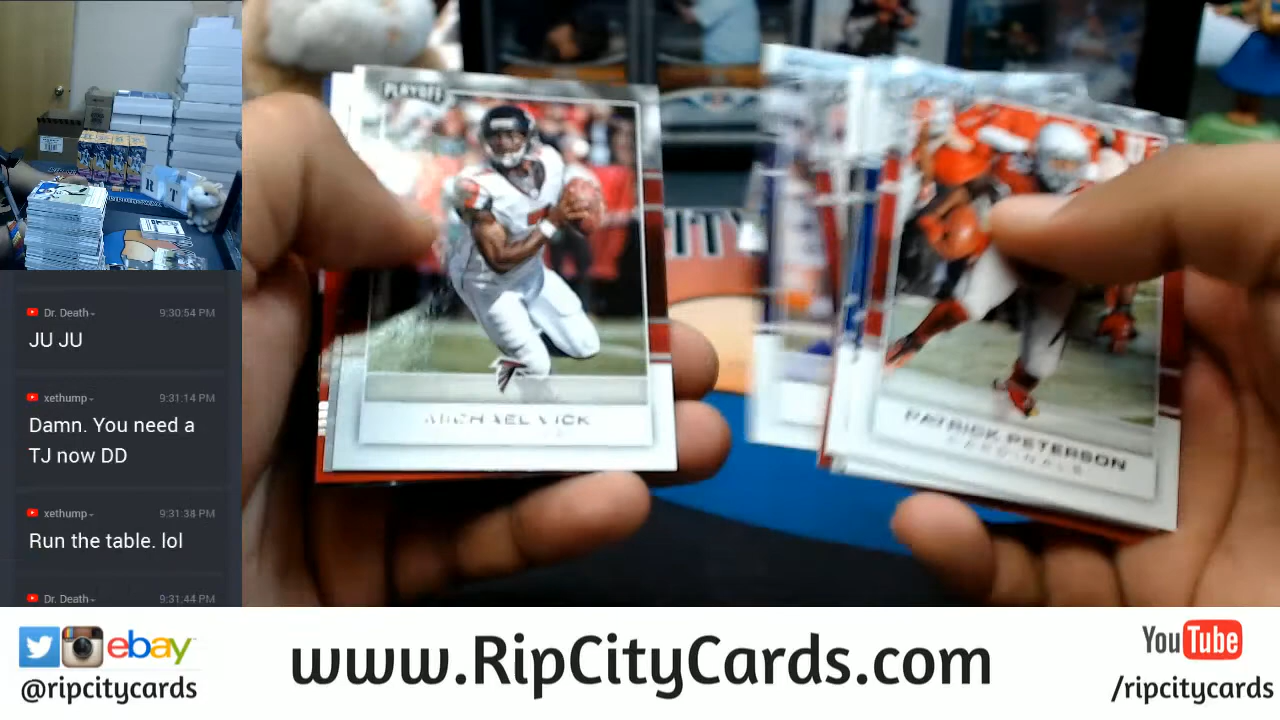 Dr. Death
9:30:54 PM
JU JU
xethump
9:31:14 PM
Damn. You need a
TJ now DD
xethump
9:31:38 PM
Run the table. lol
Dr. Death
9:31:44 PM
PLAYOFF
MICHAEL VICK
PATRICK PETERSON
CARDINALS
R T
ebay
@ripcitycards
www.RipCityCards.com
YouTube
/ripcitycards